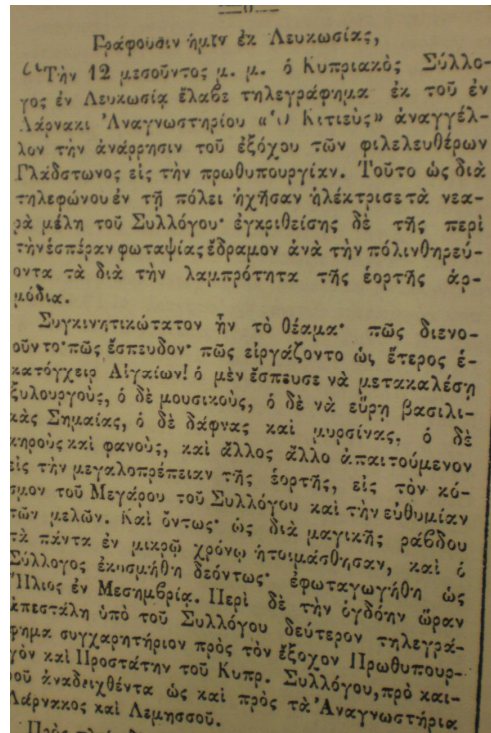 Γράφουσιν ἡμῖν ἐκ Λευκωσίας,
“Τὴν 12 μεσοῦντος μ. μ. ὁ Κυπριακὸς Σύλλο-
γος ἐν Λευκωσίᾳ ἔλαβε τηλεγράφημα ἐκ τοῦ ἐν
Λάρνακι Ἀναγνωστηρίου «Ὁ Κιτιεὺς» ἀναγγέλ-
λον τὴν ἀνάρρησιν τοῦ ἐξόχου τῶν φιλελευθέρων
Γλάδστωνος εἰς τὴν πρωθυπουργίαν. Τοῦτο ὡς διὰ
τηλεφώνου ἐν τῇ πόλει ἠχῆσαν ἠλέκτρισε τὰ νεα-
ρὰ μέλη τοῦ Συλλόγου· ἐγκριθείσης δὲ τῆς περὶ
τὴν ἑσπέραν φωταψίας ἔδραμον ἀνὰ τὴν πόλιν θηρεύ-
οντα τὰ διὰ τὴν λαμπρότητα τῆς ἑορτῆς ἁρ-
μόδια.
Συγκινητικώτατον ἦν τὸ θέαμα· πῶς διενο-
οῦντο· πῶς ἔσπευδον· πῶς εἰργάζοντο ὡς ἕτερος ἑ-
κατόγχειρ Αἰγαίων! ὁ μὲν ἔσπευσε νὰ μετακαλέσῃ
ξυλουργοὺς, ὁ δὲ μουσικοὺς, ὁ δὲ νὰ εὕρῃ βασιλι-
κὰς Σημαίας, ὁ δὲ δάφνας καὶ μυρσίνας, ὁ δὲ
κηροὺς καὶ φανοὺς, καὶ ἄλλος ἄλλο ἀπαιτούμενον
εἰς τὴν μεγαλοπρέπειαν τῆς ἑορτῆς, εἰς τὸν κό-
σμον τοῦ Μεγάρου τοῦ Συλλόγου καὶ τὴν εὐθυμίαν
τῶν μελῶν. Καὶ ὄντως· ὡς διὰ μαγικῆς ῥάβδου
τὰ πάντα ἐν μικρῷ χρόνῳ ἡτοιμάσθησαν, καὶ ὁ
Σύλλογος ἐκοσμήθη δεόντως· ἐφωταγωγήθη ὡς
Ἥλιος ἐν Μεσημβρίᾳ. Περὶ δὲ τὴν ὀγδόην ὥραν
ἀπεστάλη ὑπὸ τοῦ Συλλόγου δεύτερον τηλεγρά-
φημα συγχαρητήριον πρὸς τὸν ἔξοχον Πρωθυπουρ-
γὸν καὶ Προστάτην τοῦ Κυπρ. Συλλόγου, πρὸ και-
ροῦ ἀναδειχθέντα ὡς καὶ πρὸς τὰ Ἀναγνωστήρια
Λάρνακος καὶ Λεμησσοῦ.